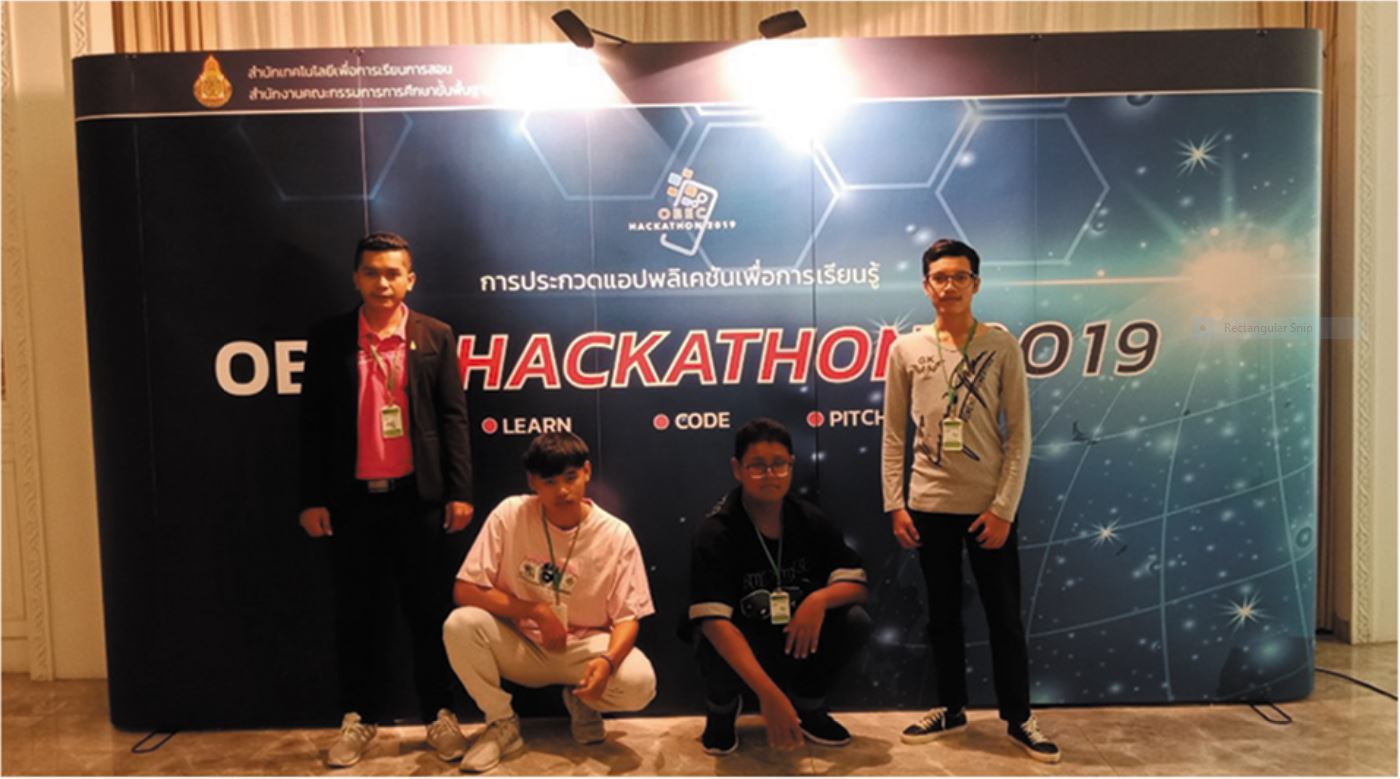 สำนักเทคโนโลยีเพื่อการเรียนการสอน
สำนักงานคณะกรรมการการศึกษาขั้นพื้นฐาน
OBEC
HACKATHON 2019
การประกวดแอปพลิเคชันเพื่อการเรียนรู้
OB HACKATHON 2019
LEARN
CODE
PITCH
Rectangular Snip
GK